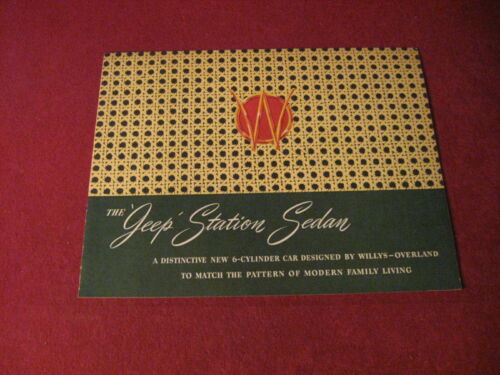 W
THE 'Jeep' Station Sedan
A DISTINCTIVE NEW 6-CYLINDER CAR DESIGNED BY WILLYS–OVERLAND
TO MATCH THE PATTERN OF MODERN FAMILY LIVING